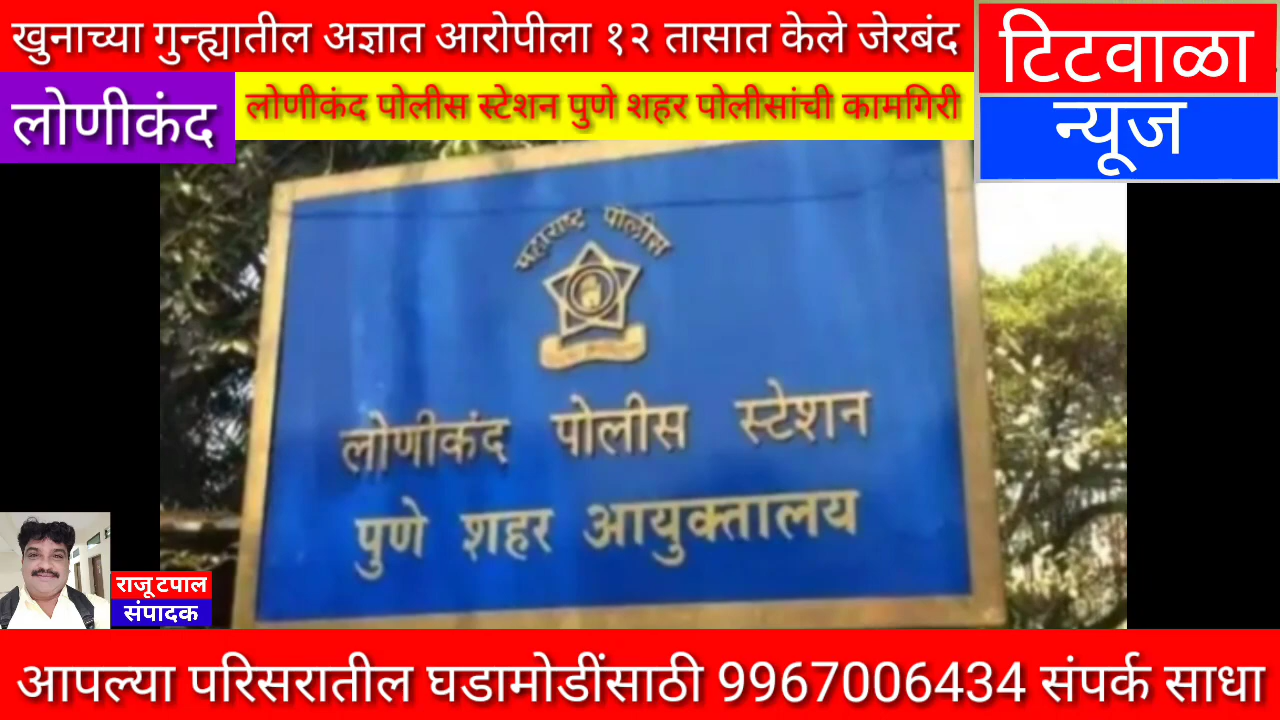 खुनाच्या गुन्ह्यातील अज्ञात आरोपीला १२ तासात केले जेरबंद
टिटवाळा
न्यूज
लोणीकंद
लोणीकंद पोलीस स्टेशन पुणे शहर पोलीसांची कामगिरी
महाराष्ट्र पोलीस
लोणीकंद पोलीस स्टेशन
पुणे शहर आयुक्तालय
राजू टपाल
संपादक
आपल्या परिसरातील घडामोडींसाठी 9967006434 संपर्क साधा